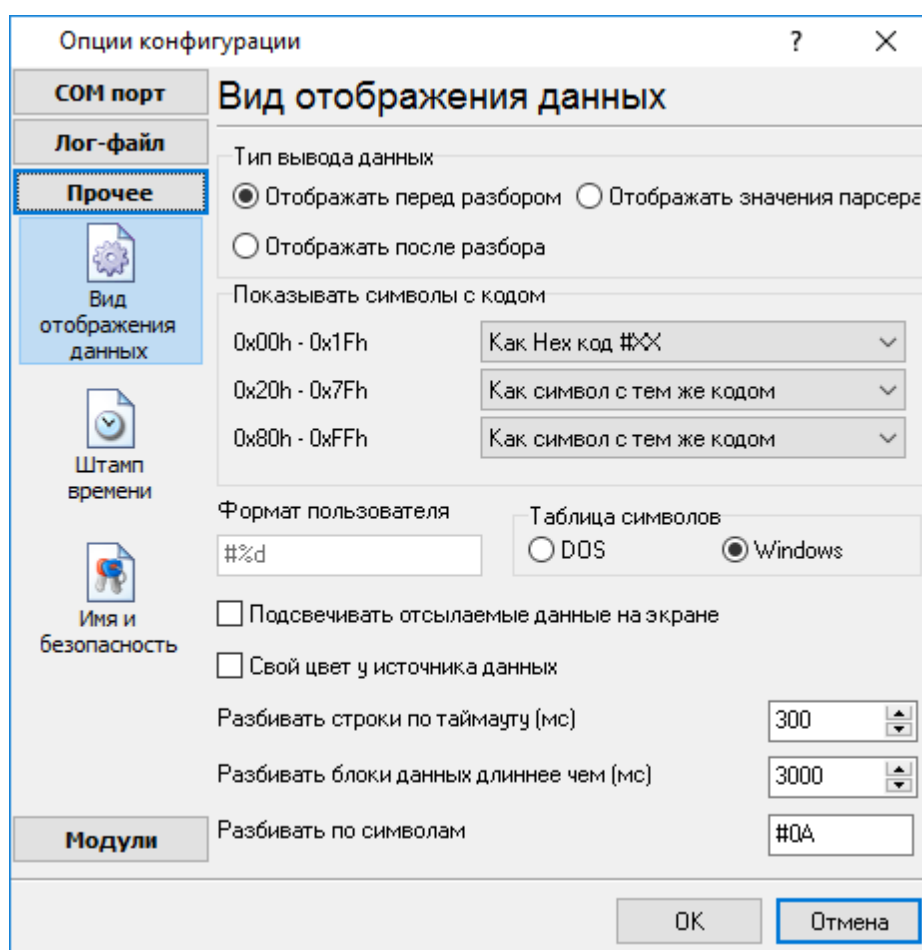 Опции конфигурации
?
COM порт
Лог-файл
Прочее
Вид
отображения
данных
Штамп
времени
Имя и
безопасность
Модули
Вид отображения данных
Тип вывода данных
Отображать перед разбором
Отображать значения парсера
Отображать после разбора
Показывать символы с кодом
0x00h - 0x1Fh
Как Hex код #XX
0x20h - 0x7Fh
Как символ с тем же кодом
0x80h - 0xFFh
Как символ с тем же кодом
Формат пользователя
#%d
Таблица символов
DOS
Windows
Подсвечивать отсылаемые данные на экране
Свой цвет у источника данных
Разбивать строки по таймауту (мс)
300
Разбивать блоки данных длиннее чем (мс)
3000
Разбивать по символам
#0A
OK
Отмена